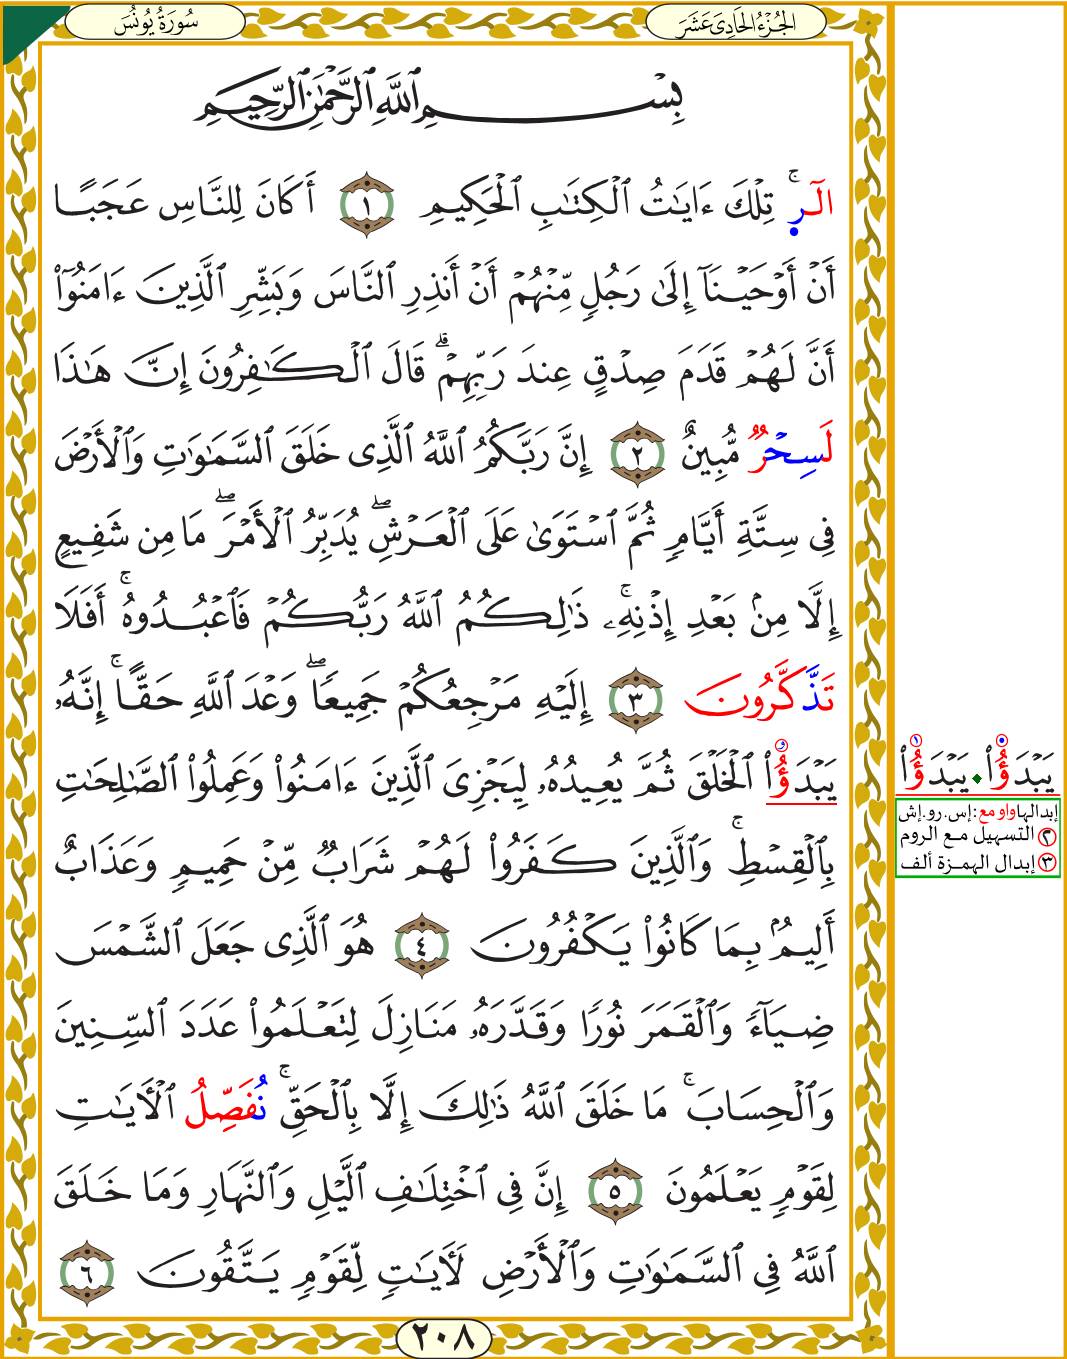 الجُزْءُ الحَادِىَ عَشَرَ
سُورَةُ يُونُسَ
بِسْمِ ٱللَّهِ ٱلرَّحْمَٰنِ ٱلرَّحِيمِ
الٓرۚ تِلْكَ ءَايَٰتُ ٱلْكِتَٰبِ ٱلْحَكِيمِ ١ أَكَانَ لِلنَّاسِ عَجَبًا
أَنْ أَوْحَيْنَآ إِلَىٰ رَجُلٖ مِّنْهُمْ أَنْ أَنذِرِ ٱلنَّاسَ وَبَشِّرِ ٱلَّذِينَ ءَامَنُوٓا۟
أَنَّ لَهُمْ قَدَمَ صِدْقٍ عِندَ رَبِّهِمْۗ قَالَ ٱلْكَٰفِرُونَ إِنَّ هَٰذَا
لَسِحْرٌ مُّبِينٌ ٢ إِنَّ رَبَّكُمُ ٱللَّهُ ٱلَّذِى خَلَقَ ٱلسَّمَٰوَٰتِ وَٱلْأَرْضَ
فِى سِتَّةِ أَيَّامٖ ثُمَّ ٱسْتَوَىٰ عَلَى ٱلْعَرْشِۖ يُدَبِّرُ ٱلْأَمْرَۖ مَا مِن شَفِيعٍ
إِلَّا مِنۢ بَعْدِ إِذْنِهِۦۚ ذَٰلِكُمُ ٱللَّهُ رَبُّكُمْ فَٱعْبُدُوهُۚ أَفَلَا
تَذَّكَّرُونَ ٣ إِلَيْهِ مَرْجِعُكُمْ جَمِيعًاۖ وَعْدَ ٱللَّهِ حَقًّاۚ إِنَّهُۥ
يَبْدَؤُا۟ ٱلْخَلْقَ ثُمَّ يُعِيدُهُۥ لِيَجْزِىَ ٱلَّذِينَ ءَامَنُوا۟ وَعَمِلُوا۟ ٱلصَّٰلِحَٰتِ
بِٱلْقِسْطِۚ وَٱلَّذِينَ كَفَرُوا۟ لَهُمْ شَرَابٌ مِّنْ حَمِيمٖ وَعَذَابٌ
أَلِيمُۢ بِمَا كَانُوا۟ يَكْفُرُونَ ٤ هُوَ ٱلَّذِى جَعَلَ ٱلشَّمْسَ
ضِيَآءٗ وَٱلْقَمَرَ نُورٗا وَقَدَّرَهُۥ مَنَازِلَ لِتَعْلَمُوا۟ عَدَدَ ٱلسِّنِينَ
وَٱلْحِسَابَۚ مَا خَلَقَ ٱللَّهُ ذَٰلِكَ إِلَّا بِٱلْحَقِّۚ نُفَصِّلُ ٱلْأَيَٰتِ
لِقَوْمٖ يَعْلَمُونَ ٥ إِنَّ فِى ٱخْتِلَٰفِ ٱلَّيْلِ وَٱلنَّهَارِ وَمَا خَلَقَ
ٱللَّهُ فِى ٱلسَّمَٰوَٰتِ وَٱلْأَرْضِ لَأَيَٰتٖ لِّقَوْمٖ يَتَّقُونَ ٦
٢٠٨
يَبْدَؤُا۟ يَبْدَؤُا۟
إبدالها واو مع: إس. رو. إش
٢ التسهيل مع الروم
٣ إبدال الهمزة ألف